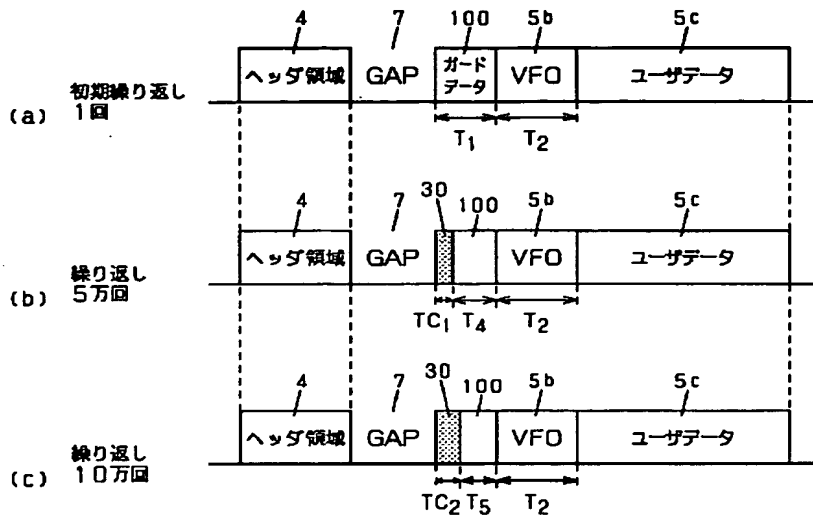 4 7 100 5b 5c
ヘッダ領域 GAP ガードデータ VFO ユーザデータ
(a) 初期繰り返し
1回
T1 T2
30
4 7 100 5b 5c
ヘッダ領域 GAP VFO ユーザデータ
(b) 繰り返し
5万回
TC1 T4 T2
30
4 7 100 5b 5c
ヘッダ領域 GAP VFO ユーザデータ
(c) 繰り返し
10万回
TC2 T5 T2